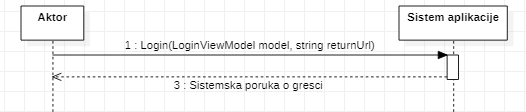 Aktor
Sistem aplikacije
1 : Login(LoginViewModel model, string returnUrl)
3 : Sistemska poruka o gresci